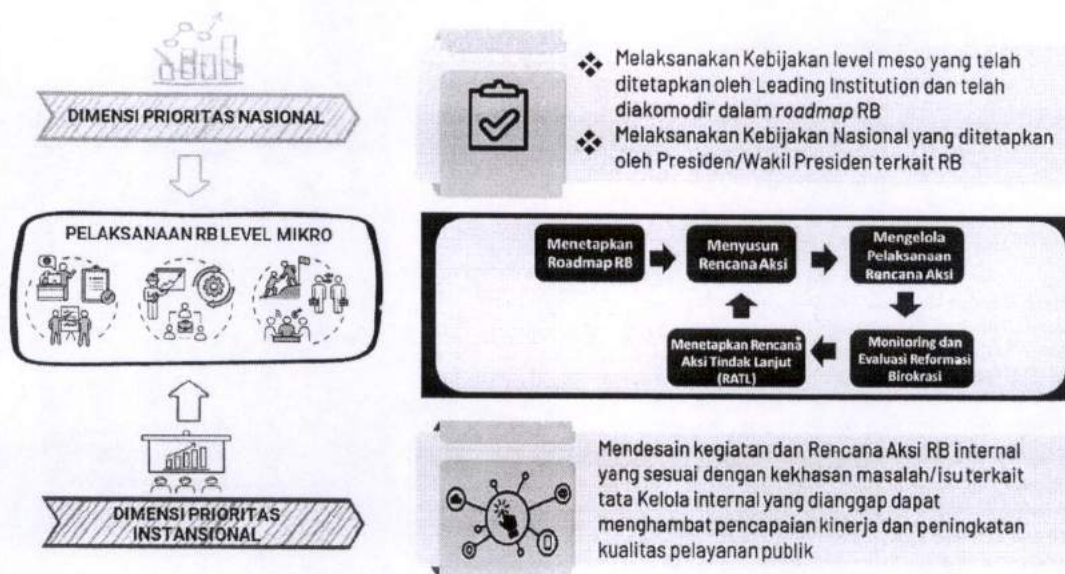 DIMENSI PRIORITAS NASIONAL
❖ Melaksanakan Kebijakan level meso yang telah
ditetapkan oleh Leading Institution dan telah
diakomodir dalam roadmap RB
❖ Melaksanakan Kebijakan Nasional yang ditetapkan
oleh Presiden/Wakil Presiden terkait RB
PELAKSANAAN RB LEVEL MIKRO
Menetapkan
Roadmap RB
Menyusun
Rencana Aksi
Mengelola
Pelaksanaan
Rencana Aksi
Menetapkan Rencana
Aksi Tindak Lanjut
(RATL)
Monitoring dan
Evaluasi Reformasi
Birokrasi
DIMENSI PRIORITAS
INSTANSIONAL
Mendesain kegiatan dan Rencana Aksi RB internal
yang sesuai dengan kekhasan masalah/isu terkait
tata Kelola internal yang dianggap dapat
menghambat pencapaian kinerja dan peningkatan
kualitas pelayanan publik